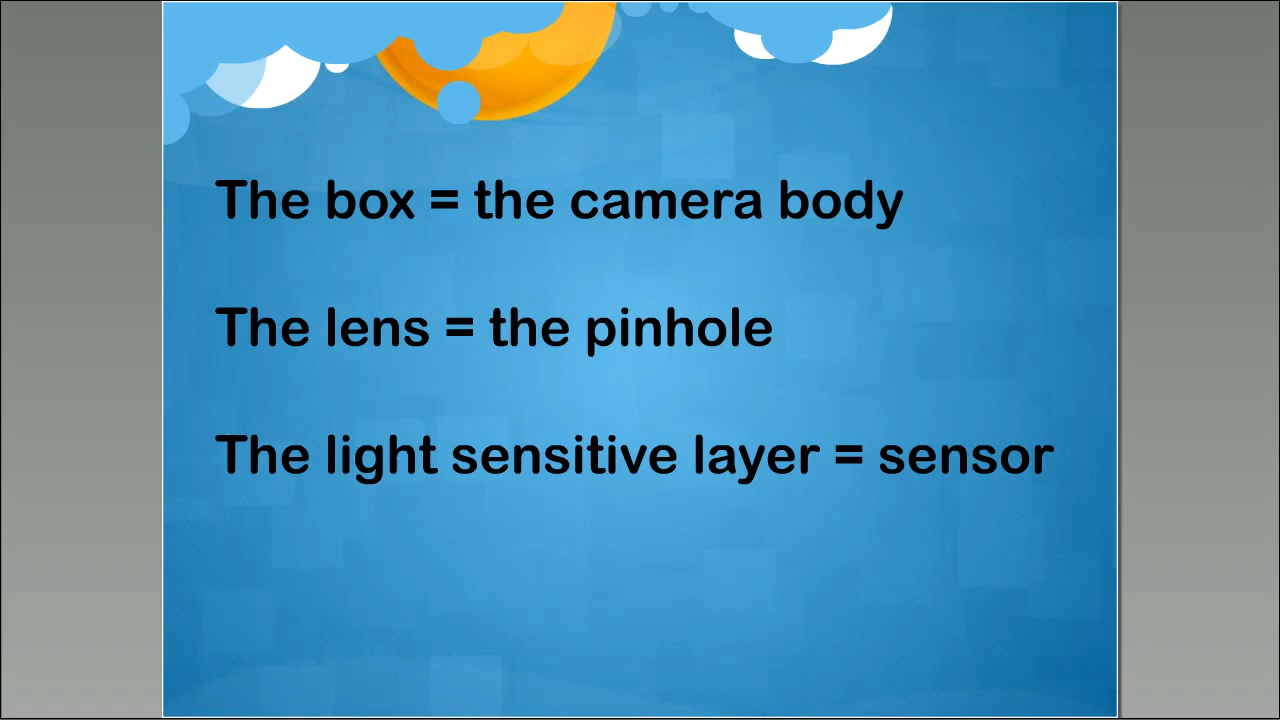 The box = the camera body
The lens = the pinhole
The light sensitive layer = sensor